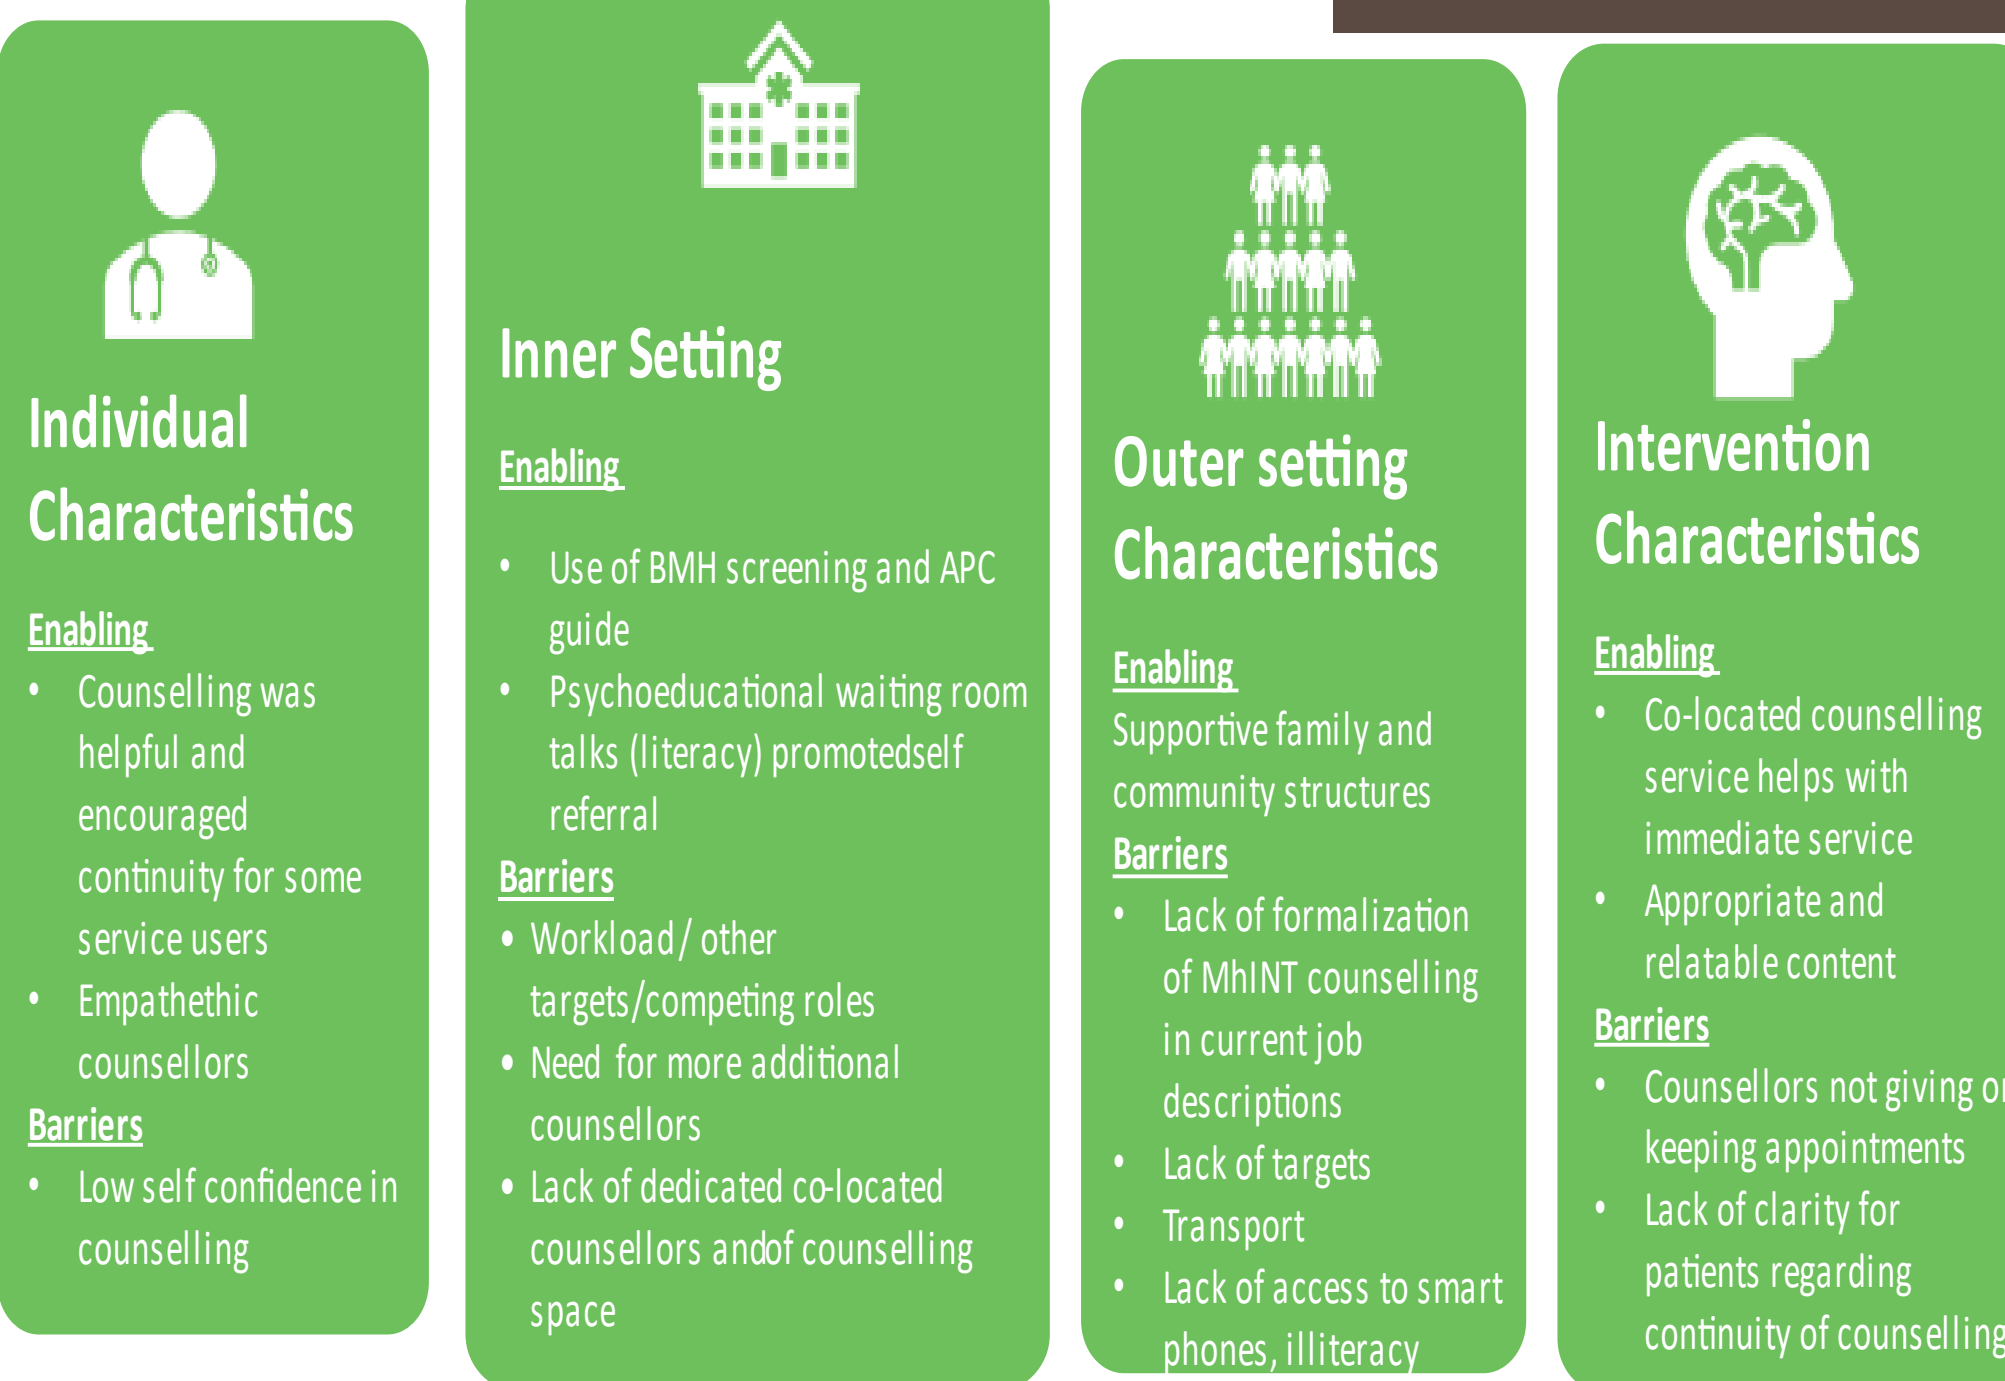 Individual
Characteristics
Enabling
• Counselling was
helpful and
encouraged
continuity for some
service users
• Empathethic
counsellors
Barriers
• Low self confidence in
counselling
Inner Setting
Enabling
• Use of BMH screening and APC
guide
• Psychoeducational waiting room
talks (literacy) promotedself
referral
Barriers
• Workload/ other
targets/competing roles
• Need for more additional
counsellors
• Lack of dedicated co-located
counsellors andof counselling
space
Outer setting
Characteristics
Enabling
Supportive family and
community structures
Barriers
• Lack of formalization
of MhINT counselling
in current job
descriptions
• Lack of targets
• Transport
• Lack of access to smart
phones, illiteracy
Intervention
Characteristics
Enabling
• Co-located counselling
service helps with
immediate service
• Appropriate and
relatable content
Barriers
• Counsellors not giving or
keeping appointments
• Lack of clarity for
patients regarding
continuity of counselling